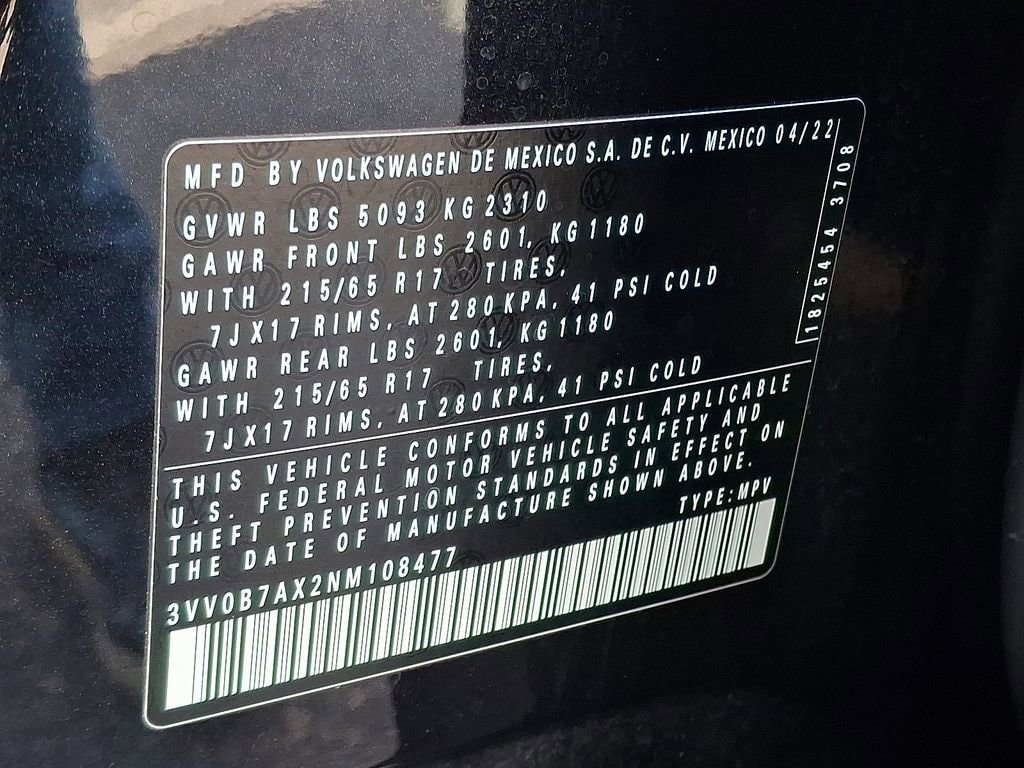 MFD BY VOLKSWAGEN DE MEXICO S.A. DE C.V. MEXICO 04/22
GVWR LBS 5093 KG 2310
GAWR FRONT LBS 2601, KG 1180
WITH 215/65 R17 TIRES,
7JX17 RIMS, AT 280 KPA, 41 PSI COLD
GAWR REAR LBS 2601, KG 1180
WITH 215/65 R17 TIRES,
7JX17 RIMS, AT 280 KPA, 41 PSI COLD
1825454 3708
THIS VEHICLE CONFORMS TO ALL APPLICABLE
U.S. FEDERAL MOTOR VEHICLE SAFETY AND
THEFT PREVENTION STANDARDS IN EFFECT ON
THE DATE OF MANUFACTURE SHOWN ABOVE.
TYPE:MPV
3VV0B7AX2NM108477